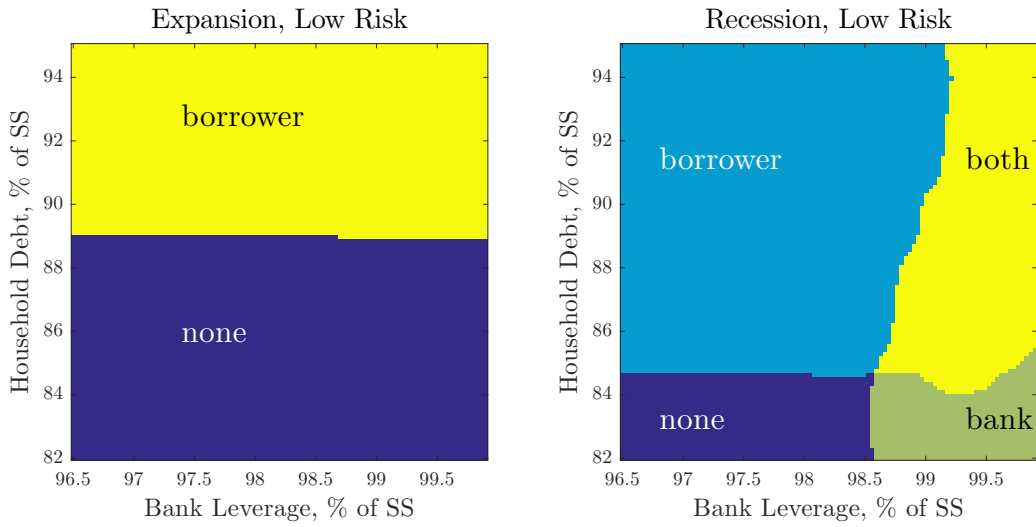 Expansion, Low Risk
Household Debt, % of SS
94
92
90
88
86
84
82
borrower
none
96.5 97 97.5 98 98.5 99 99.5
Bank Leverage, % of SS
Recession, Low Risk
Household Debt, % of SS
94
92
90
88
86
84
82
borrower
both
none
bank
96.5 97 97.5 98 98.5 99 99.5
Bank Leverage, % of SS